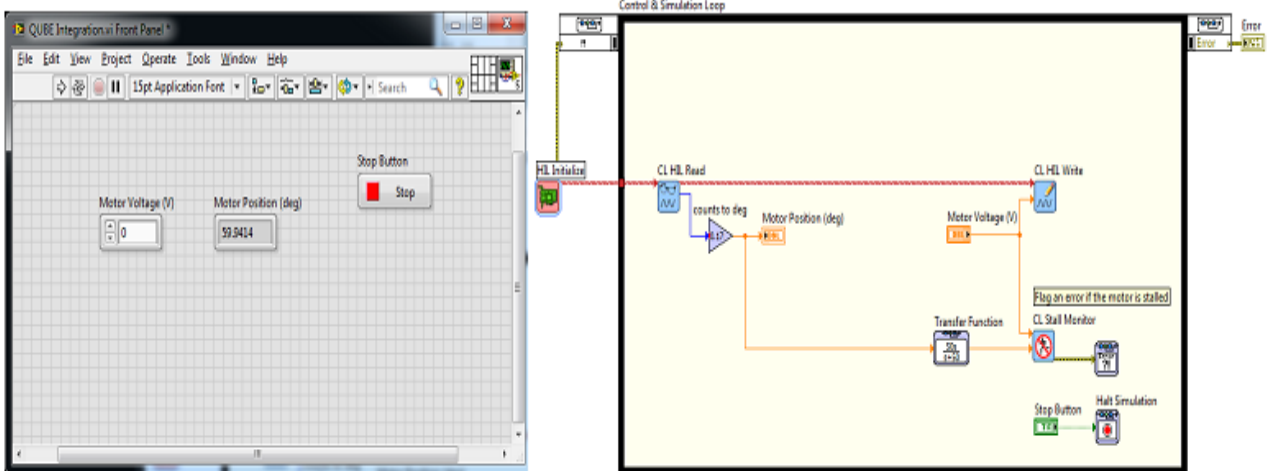 QUBE Integration.vi Front Panel *
File Edit View Project Operate Tools Window Help
15pt Application Font
Search
Stop Button
Stop
Motor Voltage (V)
0
Motor Position (deg)
59.9414
Control & Simulation Loop
Error
Error
HIL Initialize
CL HIL Read
CL HIL Write
counts to deg
Motor Position (deg)
Motor Voltage (V)
Flag an error if the motor is stalled
Transfer Function
CL Stall Monitor
Stop Button
Halt Simulation